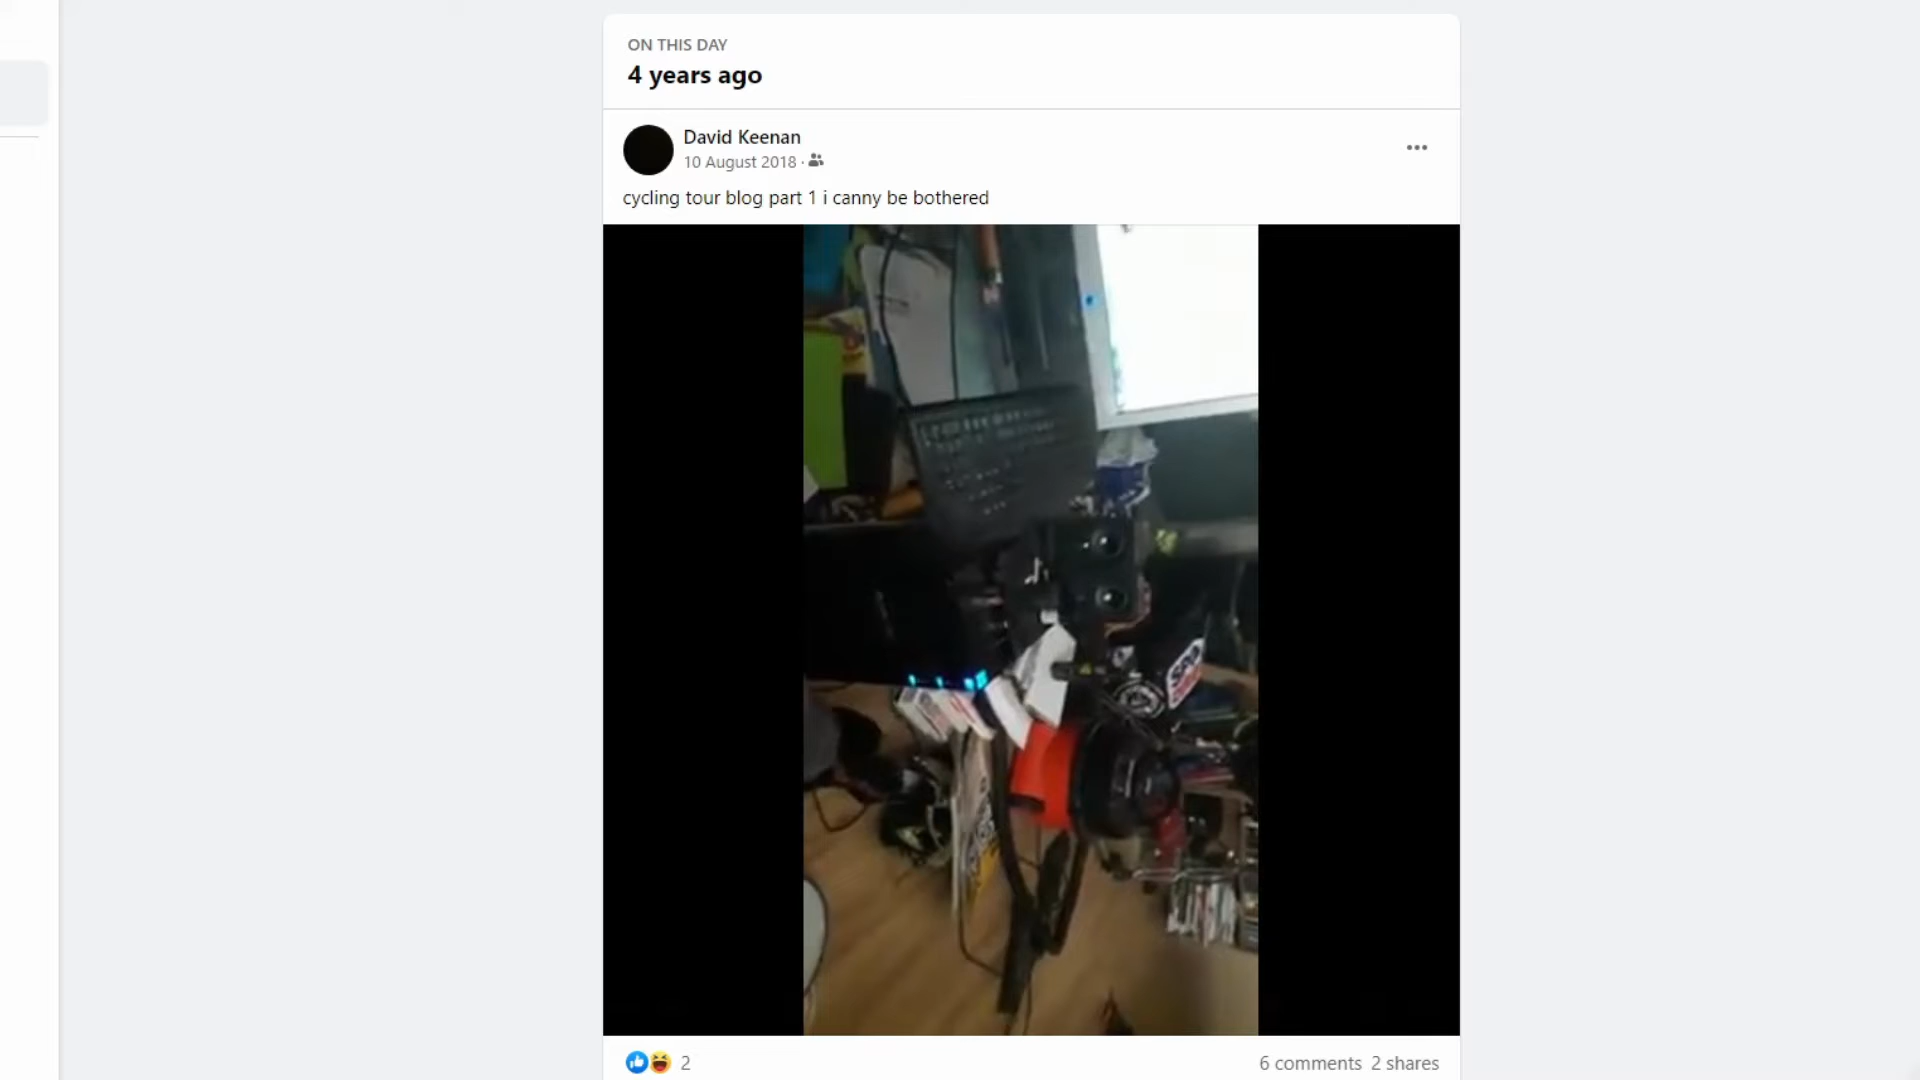 ON THIS DAY
4 years ago
David Keenan
10 August 2018 ·
cycling tour blog part 1 i canny be bothered
2
6 comments 2 shares